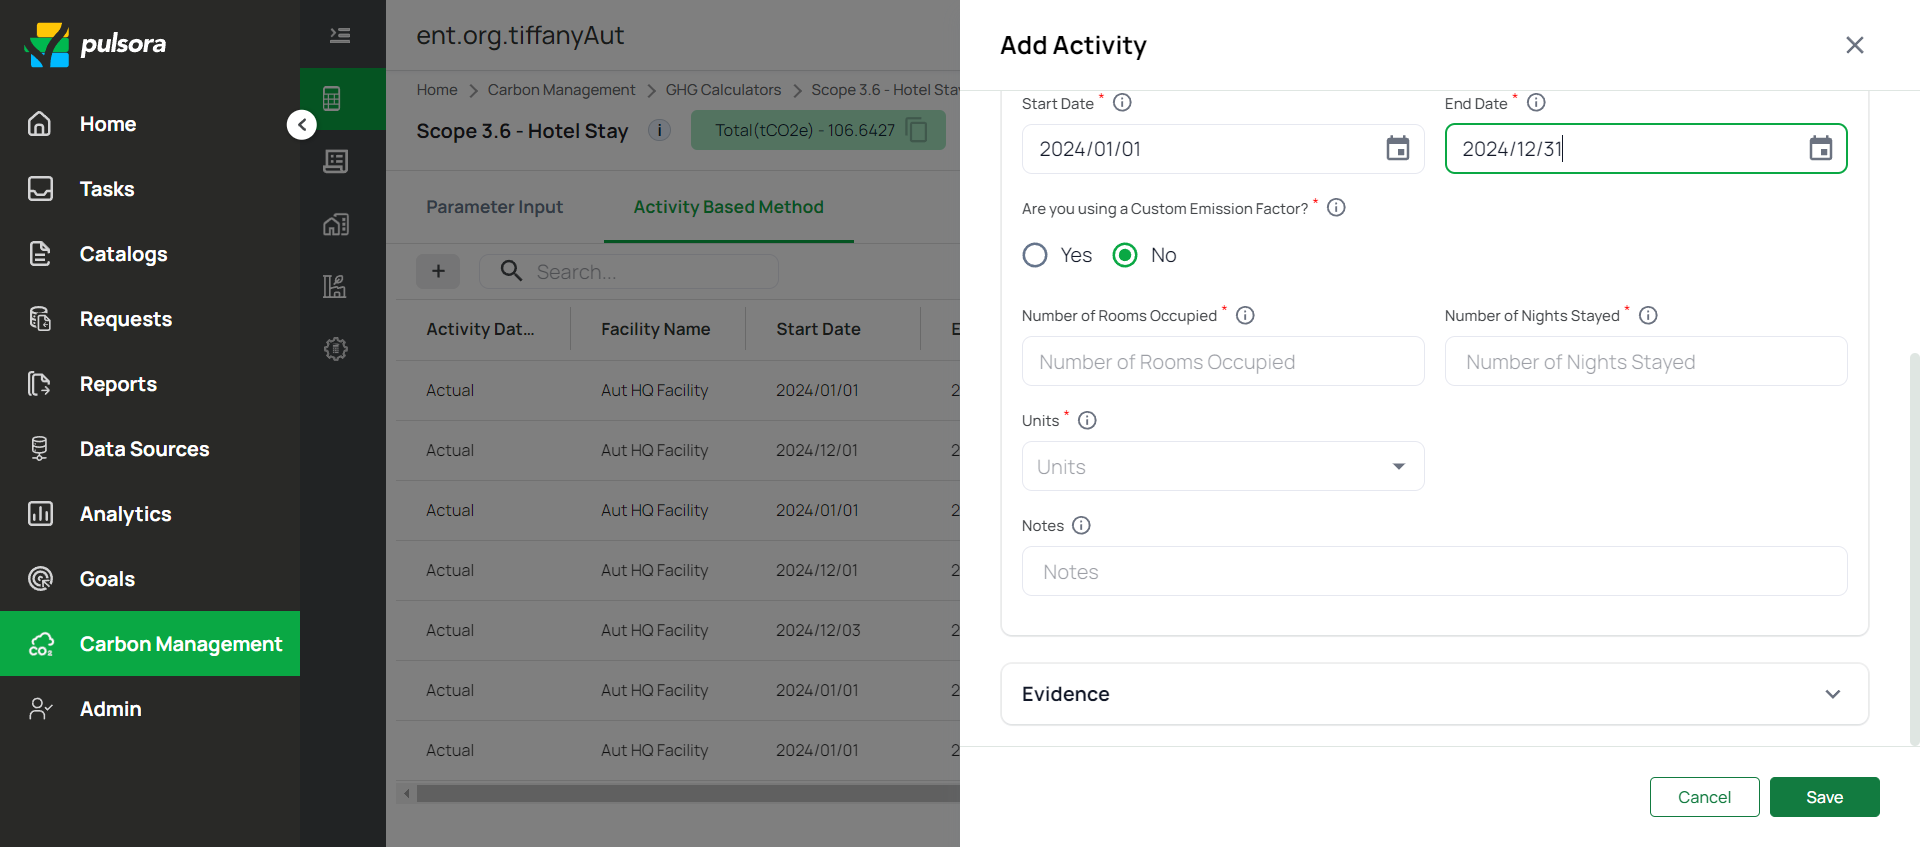 pulsora
Home
Tasks
Catalogs
Requests
Reports
Data Sources
Analytics
Goals
CO₂ Carbon Management
Admin
ent.org.tiffanyAut
Home > Carbon Management > GHG Calculators > Scope 3.6 - Hotel Stay
Scope 3.6 - Hotel Stay i Total(tCO2e) - 106.6427
Parameter Input Activity Based Method
+ Search...
Activity Dat... Facility Name Start Date E
Actual Aut HQ Facility 2024/01/01 2
Actual Aut HQ Facility 2024/12/01 2
Actual Aut HQ Facility 2024/01/01 2
Actual Aut HQ Facility 2024/12/01 2
Actual Aut HQ Facility 2024/12/03 2
Actual Aut HQ Facility 2024/01/01 2
Actual Aut HQ Facility 2024/01/01 2
Add Activity
Start Date * End Date *
2024/01/01 2024/12/31
Are you using a Custom Emission Factor? *
Yes No
Number of Rooms Occupied * Number of Nights Stayed *
Number of Rooms Occupied Number of Nights Stayed
Units *
Units
Notes
Notes
Evidence
Cancel Save